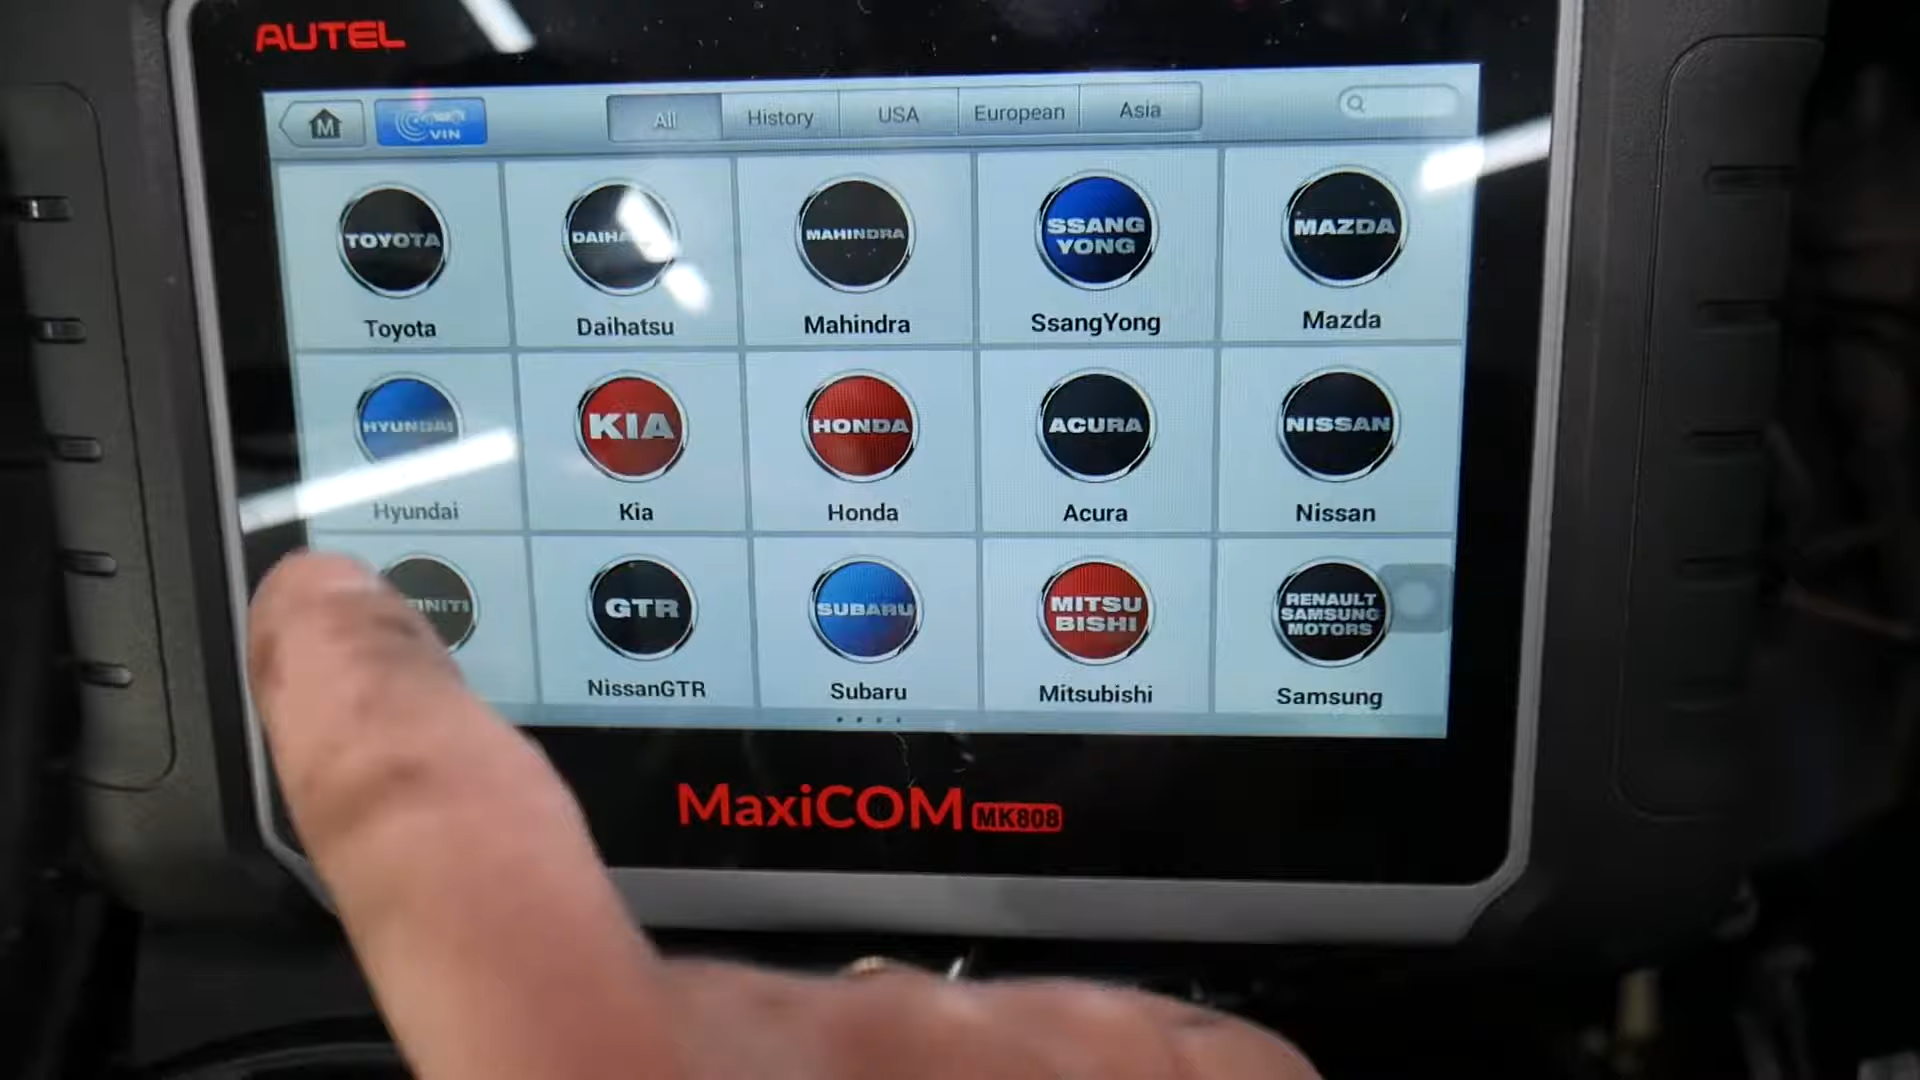 AUTEL
M
VIN
All
History
USA
European
Asia
TOYOTA
MAHINDRA
SSANG
YONG
MAZDA
Toyota
Daihatsu
Mahindra
SsangYong
Mazda
HYUNDAI
KIA
HONDA
ACURA
NISSAN
Hyundai
Kia
Honda
Acura
Nissan
GTR
SUBARU
MITSU
BISHI
RENAULT
SAMSUNG
MOTORS
NissanGTR
Subaru
Mitsubishi
Samsung
MaxiCOM MK808